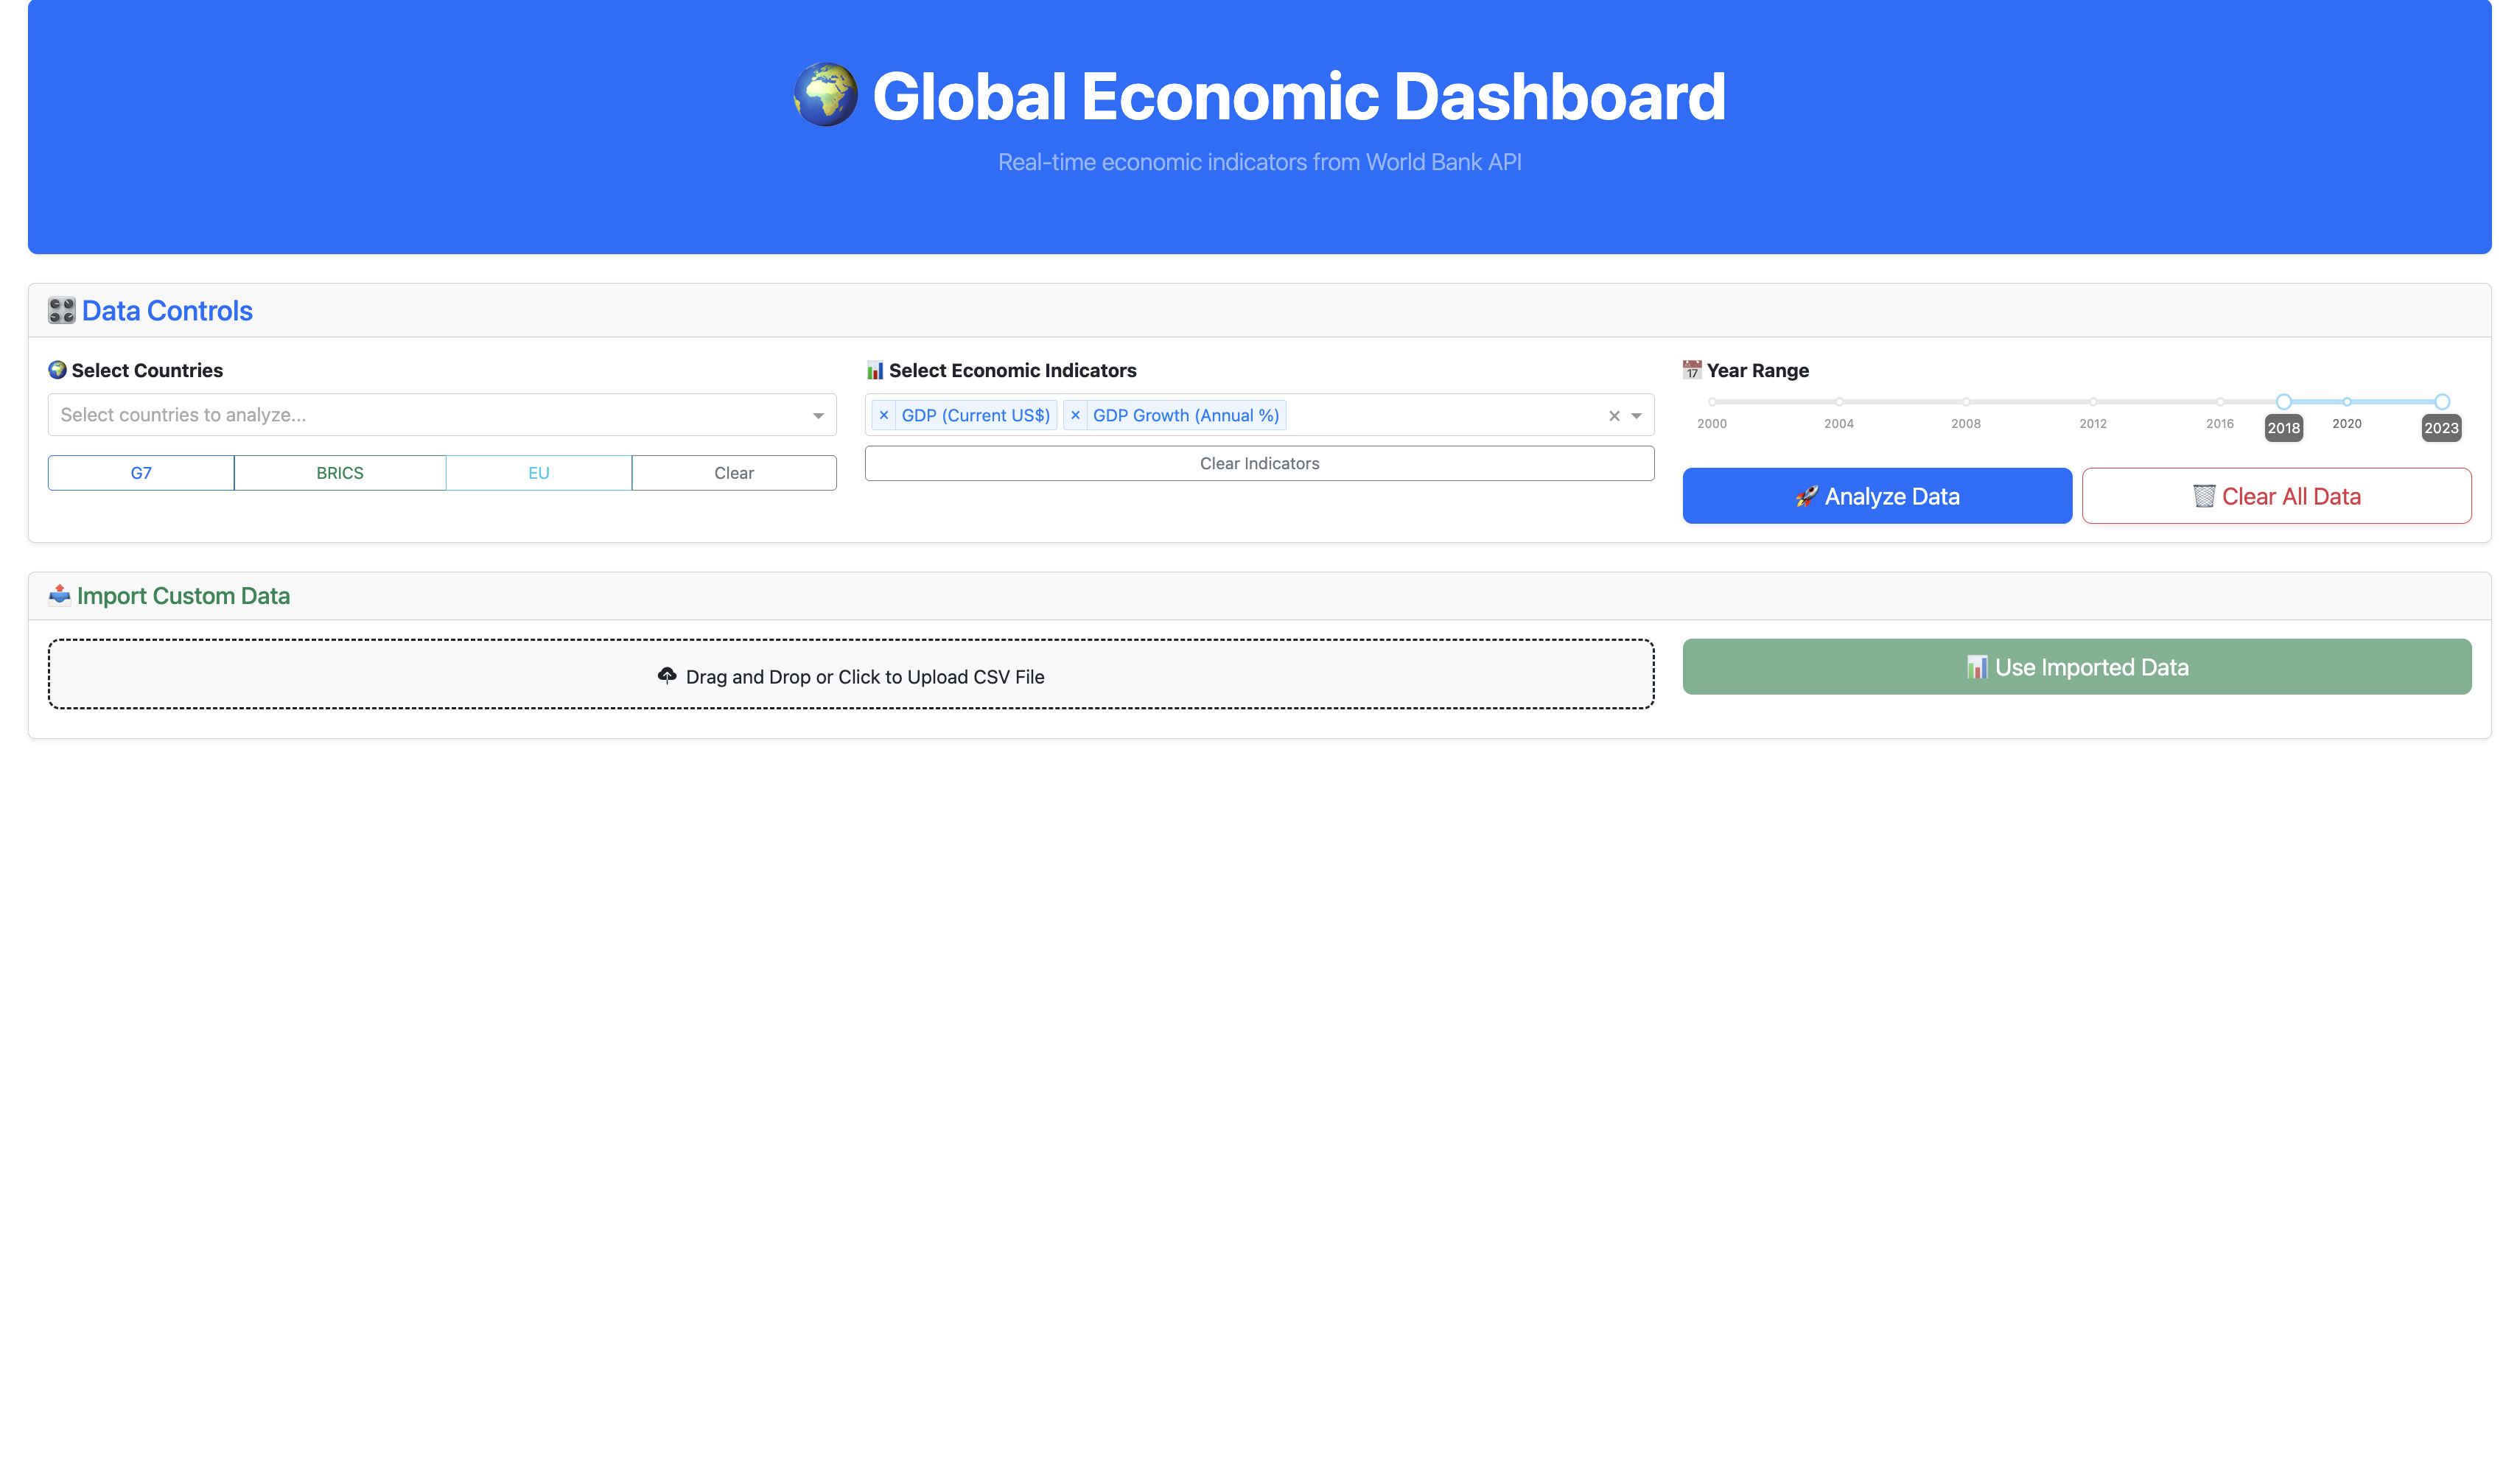 Global Economic Dashboard
Real-time economic indicators from World Bank API
Data Controls
Select Countries
Select countries to analyze...
G7 BRICS EU Clear
Select Economic Indicators
× GDP (Current US$) × GDP Growth (Annual %) ×
Clear Indicators
17 Year Range
2000 2004 2008 2012 2016 2018 2020 2023
Analyze Data
Clear All Data
Import Custom Data
Drag and Drop or Click to Upload CSV File
Use Imported Data